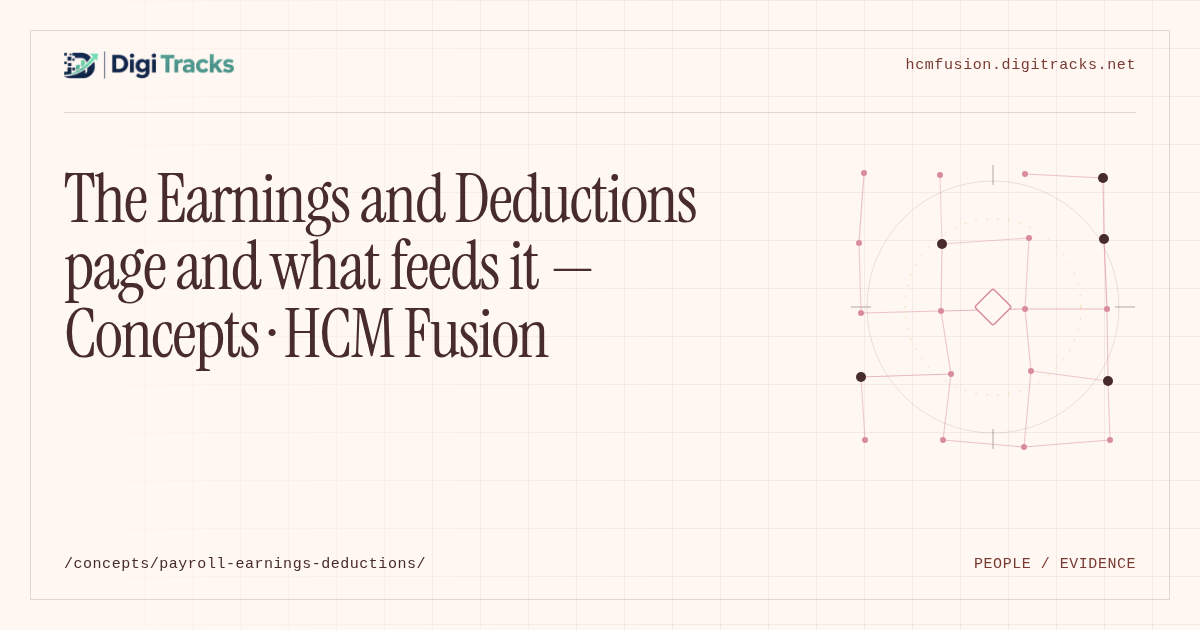 Digi Tracks
hcmfusion.digitracks.net
The Earnings and Deductions
page and what feeds it —
Concepts · HCM Fusion
/concepts/payroll-earnings-deductions/
PEOPLE / EVIDENCE